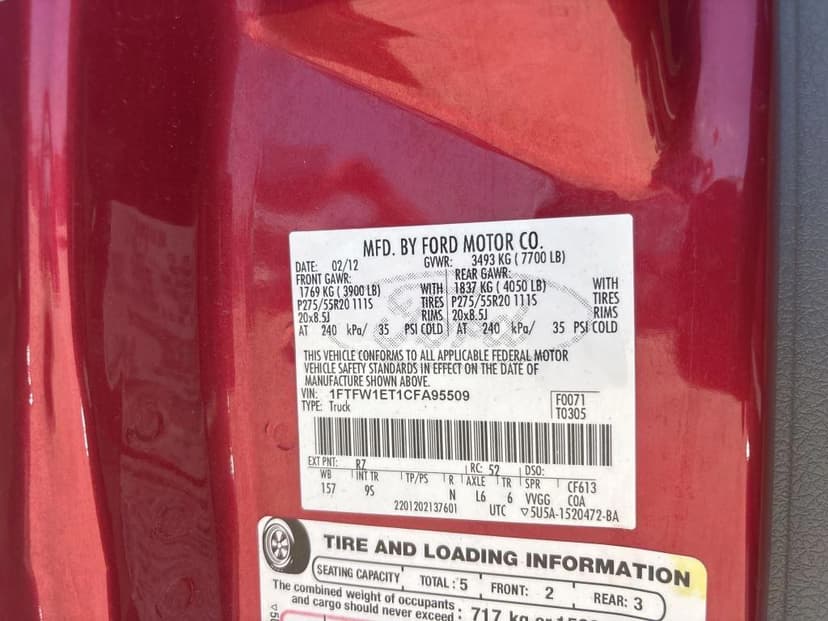 MFD. BY FORD MOTOR CO.
DATE: 02/12 GVWR: 3493 KG ( 7700 LB)
FRONT GAWR: REAR GAWR:
1769 KG ( 3900 LB) WITH 1837 KG ( 4050 LB) WITH
P275/55R20 111S TIRES P275/55R20 111S TIRES
20x8.5J RIMS 20x8.5J RIMS
AT 240 kPa/ 35 PSI COLD AT 240 kPa/ 35 PSI COLD
Ford
THIS VEHICLE CONFORMS TO ALL APPLICABLE FEDERAL MOTOR
VEHICLE SAFETY STANDARDS IN EFFECT ON THE DATE OF
MANUFACTURE SHOWN ABOVE.
VIN: 1FTFW1ET1CFA95509 F0071
TYPE: Truck T0305
EXT PNT: RZ RC: 52 DSO:
WB INT TR TP/PS R AXLE TR SPR CF613
157 9S N L6 6 VVGG COA
2201202137601 UTC ▽5U5A-1520472-BA
TIRE AND LOADING INFORMATION
SEATING CAPACITY TOTAL: 5 FRONT: 2 REAR: 3
The combined weight of occupants
and cargo should never exceed: 717 kg or